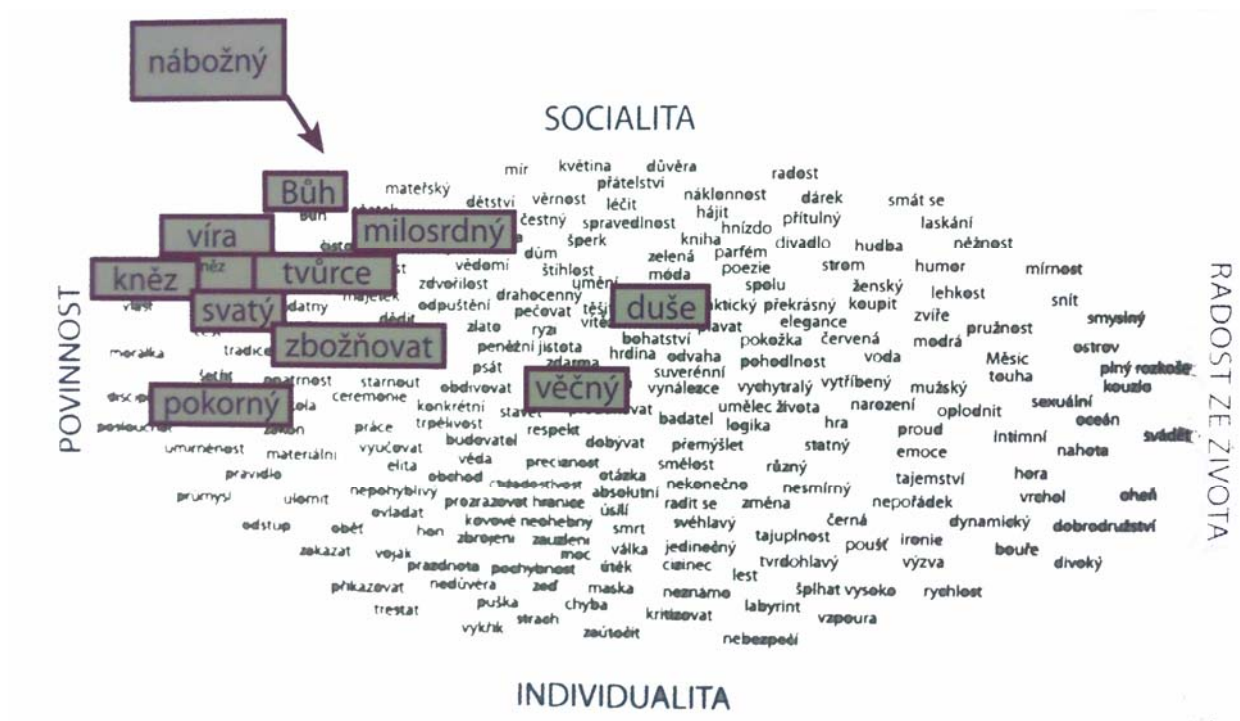 nábožný
SOCIALITA
mír květina důvěra radost
mateřský přátelství
Bůh dětství věrnost léčit náklonnost dárek smát se
čestný spravedlnost hájit hnízdo přítulný laskání
víra milosrdný
šperk kniha parfém divadlo hudba něžnost
dům zelená
kněz tvůrce vědomí štíhlost móda poezie strom humor mírnost
zdvořilost umění spolu ženský lehkost
svatý odpuštění drahocenný pečovat duše překrásný koupit zvíře snít
dědit zlato ryzí plavat elegance pružnost smyslný
zbožňovat peněžní jistota bohatství pokožka červená modrá ostrov
morálka tradice zdarma hrdina odvaha pohodlnost voda Měsíc plný rozkoše
psát suverénní touha
opatrnost starnout obdivovat věčný vynálezce vychytralý vytříbený mužský kouzlo
pokorný ceremonie konkrétní stavět umělec života narození sexuální
zákon práce trpělivost respekt badatel logika hra oplodnit oceán
umírněnost vyučovat budovatel dobývat přemýšlet statný proud intimní svádět
materiální elita věda preciznost smělost různý emoce nahota
pravidlo obchod otázka nekonečno tajemství hora
průmysl ulomit nepohyblivý absolutní nesmírný vrchol oheň
ovládat prozrazovat hranice úsilí radit se změna nepořádek
odstup oběť hon kovově neohebný smrt svéhlavý černá dynamický dobrodružství
zbrojení zauzlení tajuplnost poušť ironie
zakázat voják moc válka jedinečný bouře
prázdnota pochybnost útěk cizinec tvrdohlavý výzva divoký
přikazovat nedůvěra zeď maska neznámo lest šplhat vysoko rychlost
trestat puška chyba kritizovat labyrint vzpoura
vykřik strach zaútočit nebezpečí
INDIVIDUALITA
POVINNOST
RADOST ZE ŽIVOTA